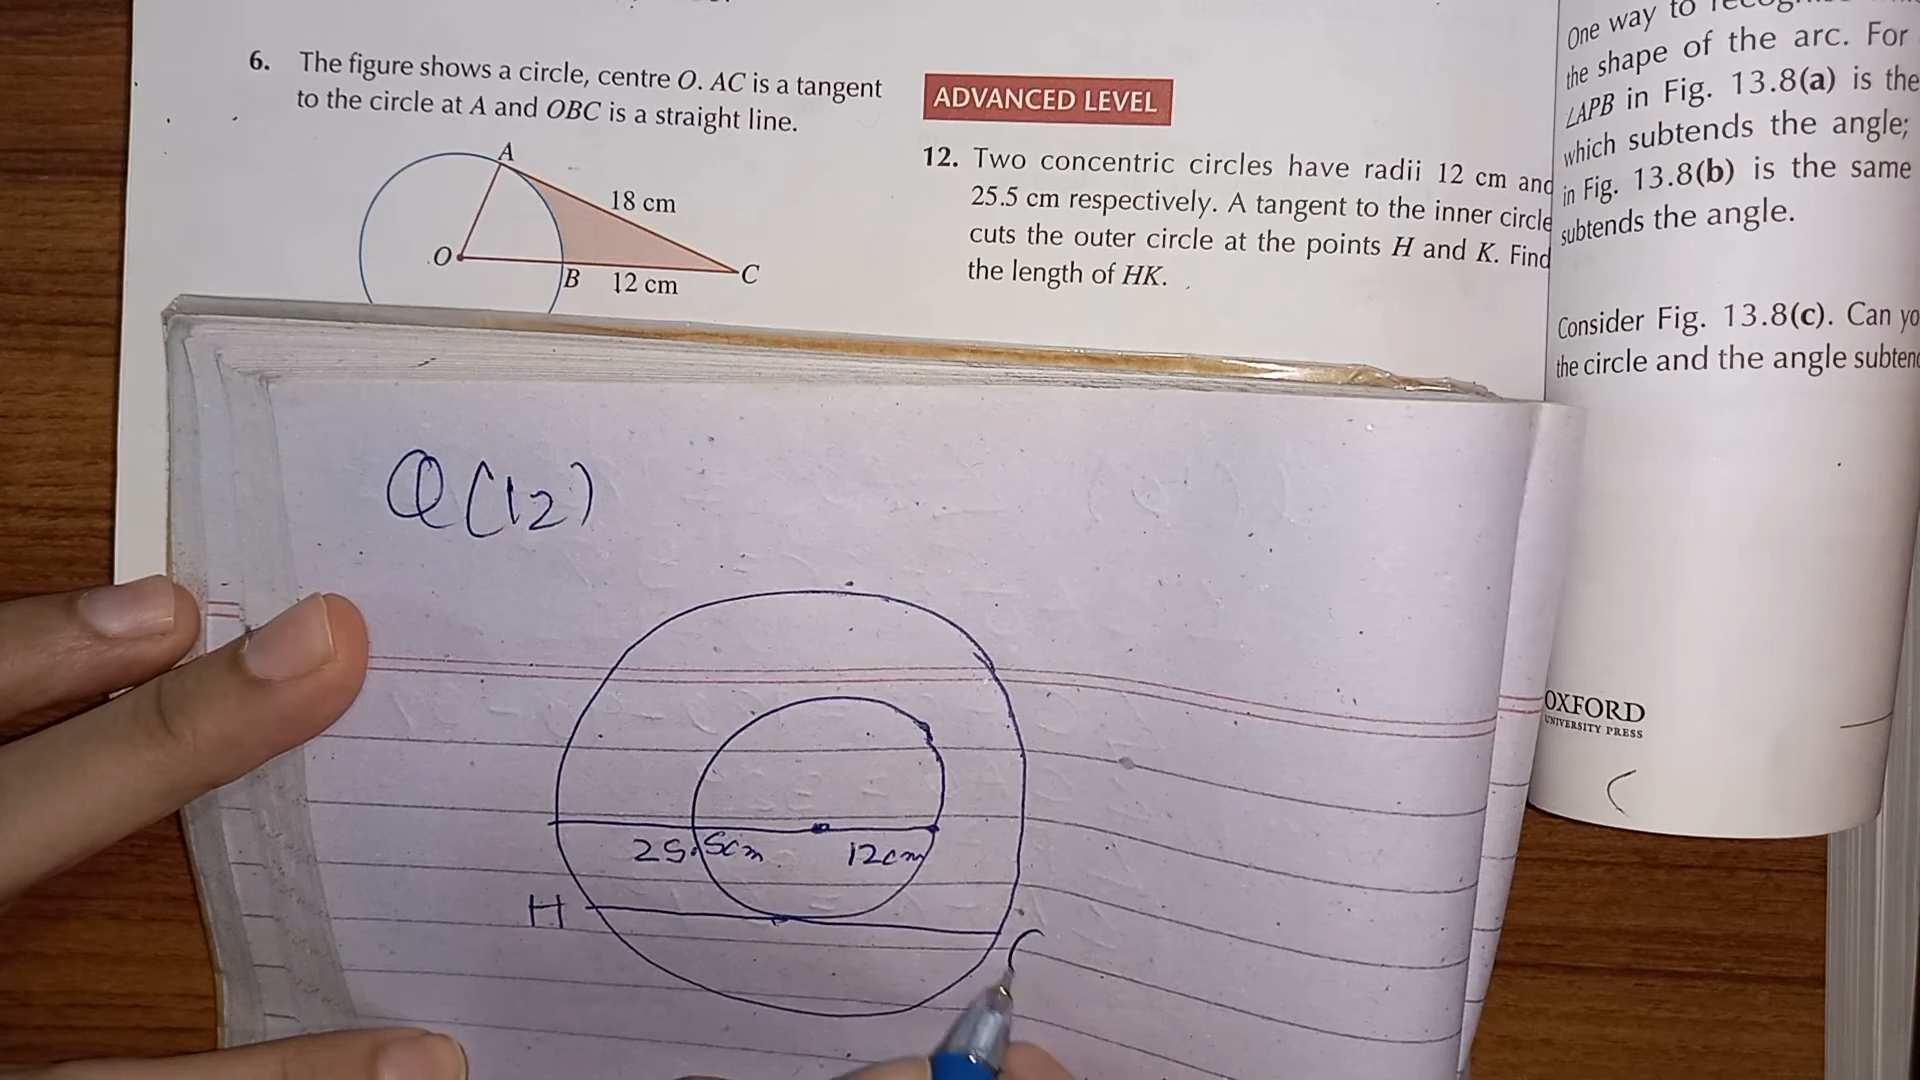 6. The figure shows a circle, centre O. AC is a tangent
to the circle at A and OBC is a straight line.
A
18 cm
O
B
12 cm
C
ADVANCED LEVEL
12. Two concentric circles have radii 12 cm and
25.5 cm respectively. A tangent to the inner circle
cuts the outer circle at the points H and K. Find
the length of HK.
One way to
the shape of the arc. For
∠APB in Fig. 13.8(a) is the
which subtends the angle;
in Fig. 13.8(b) is the same
subtends the angle.
Consider Fig. 13.8(c). Can
the circle and the angle
OXFORD
UNIVERSITY PRESS
Q(12)
25.5cm
12cm
H